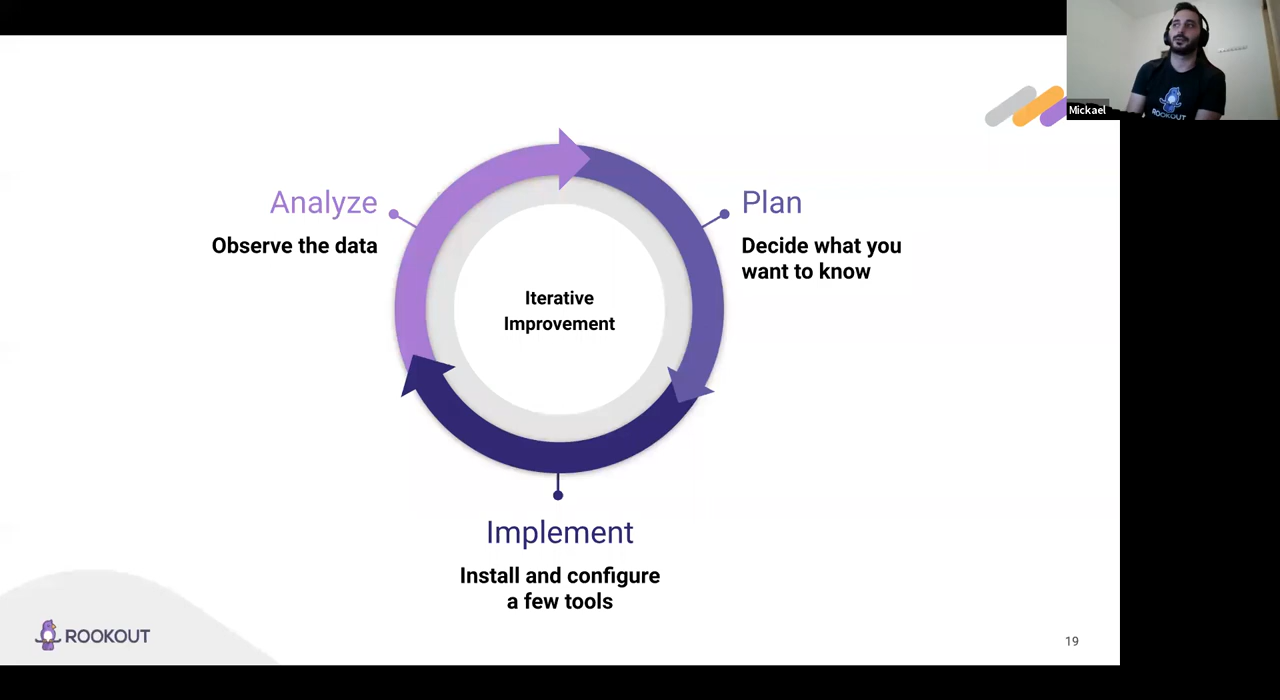 Mickael
ROOKOUT
Analyze
Observe the data
Plan
Decide what you
want to know
Iterative
Improvement
Implement
Install and configure
a few tools
ROOKOUT
19